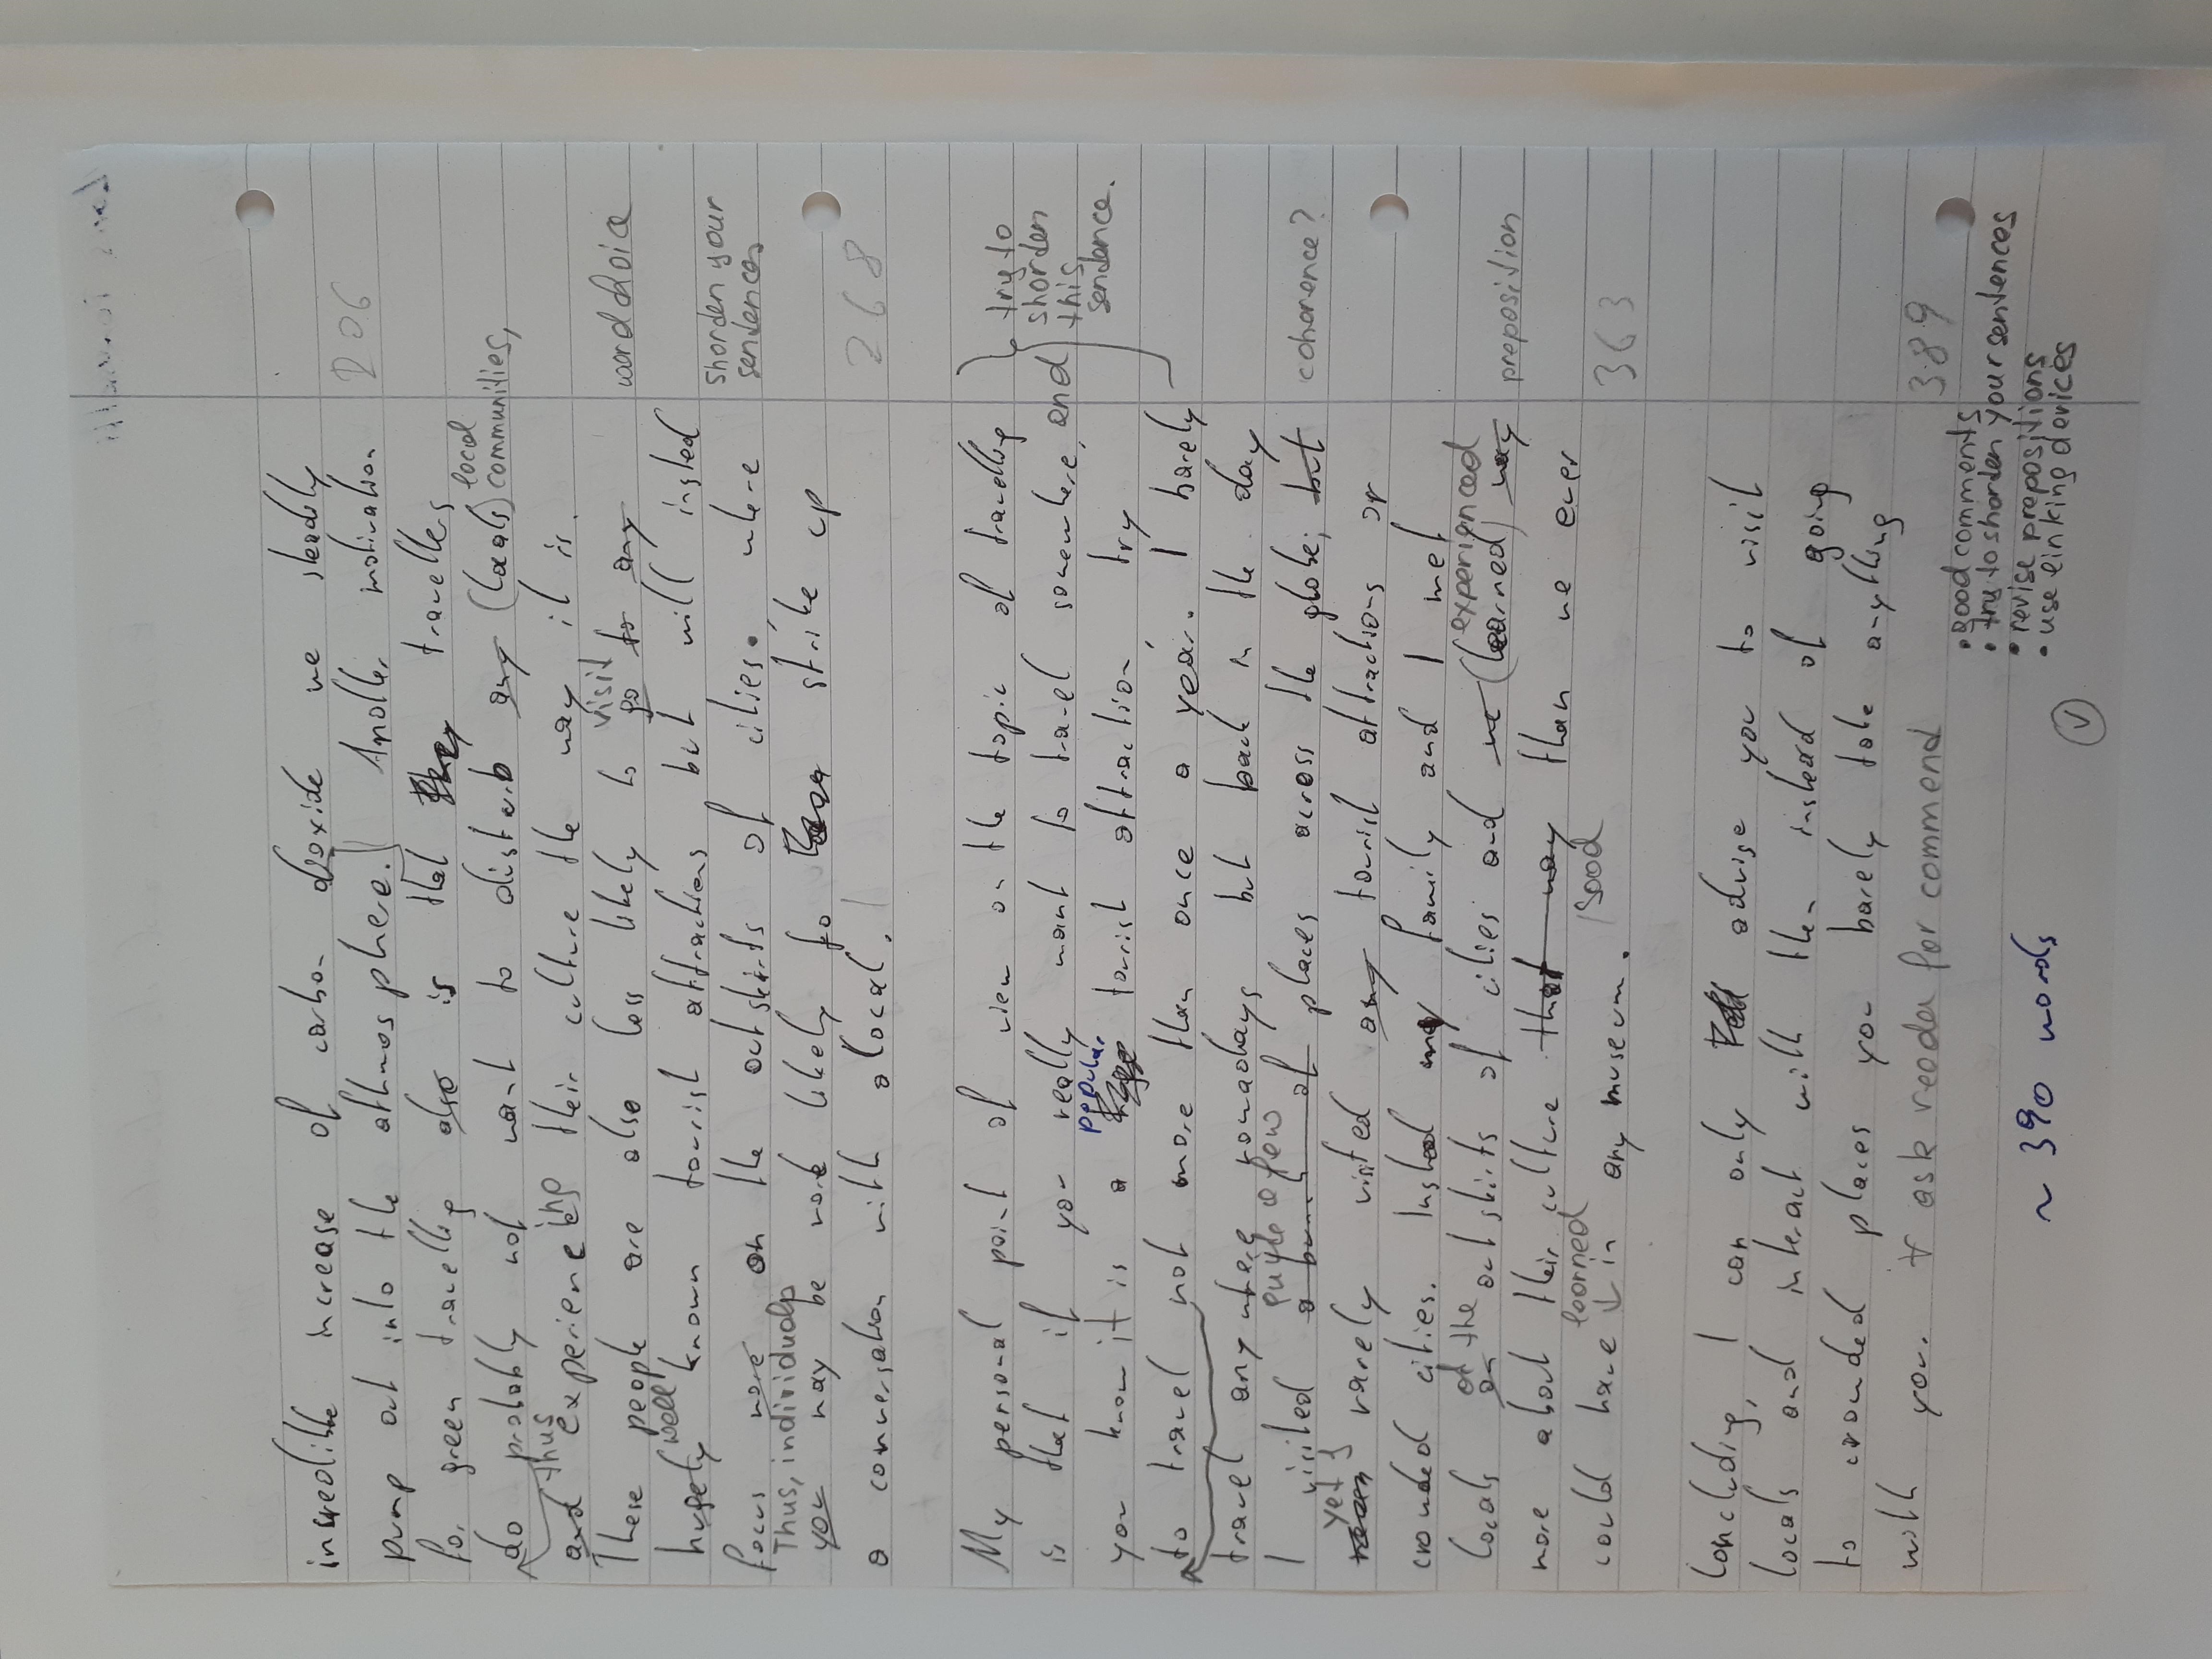 incredible increase of carbon dioxide we steadily
pump out into the athmosphere.] Another motivation 206
for green travelling also is that travellers
local
do probably not want to disturb any (locals) communities,
thus ing
and experience their culture the way it is.
visit
These people are also less likely to go to any word choice
well
hugely known tourist attractions but will insted
shorden your
focus more on the outskirts of cities. where sentences
Thus, individuals
you may be more likely to strike up
a conversation with a local. 268
My personal point of view on the topic of travelling try to
is that if you really want to travel somewhere, and shorden
popular this
you know it is a tourist attraction, try sentence.
to travel not more than once a year. I barely
travel anywhere nowadays but back in the day
quite a few
I visited a bunch of places across the globe; but coherence?
yet I
rarely visited any tourist attractions or
crowded cities. Insted my family and I met
at the experienced
locals on outskirts of cities and we (learned) way preposition
more about their culture that way than we ever
learned good
could have in any museum. 363
Concluding, I can only advise you to visit
locals and interact with them instead of going
to crowded places you barely take anything
with you. + ask reader for commend 389
• good comments
• try to shorden your sentences
• revise prepositions
• use linking devices
~ 390 words